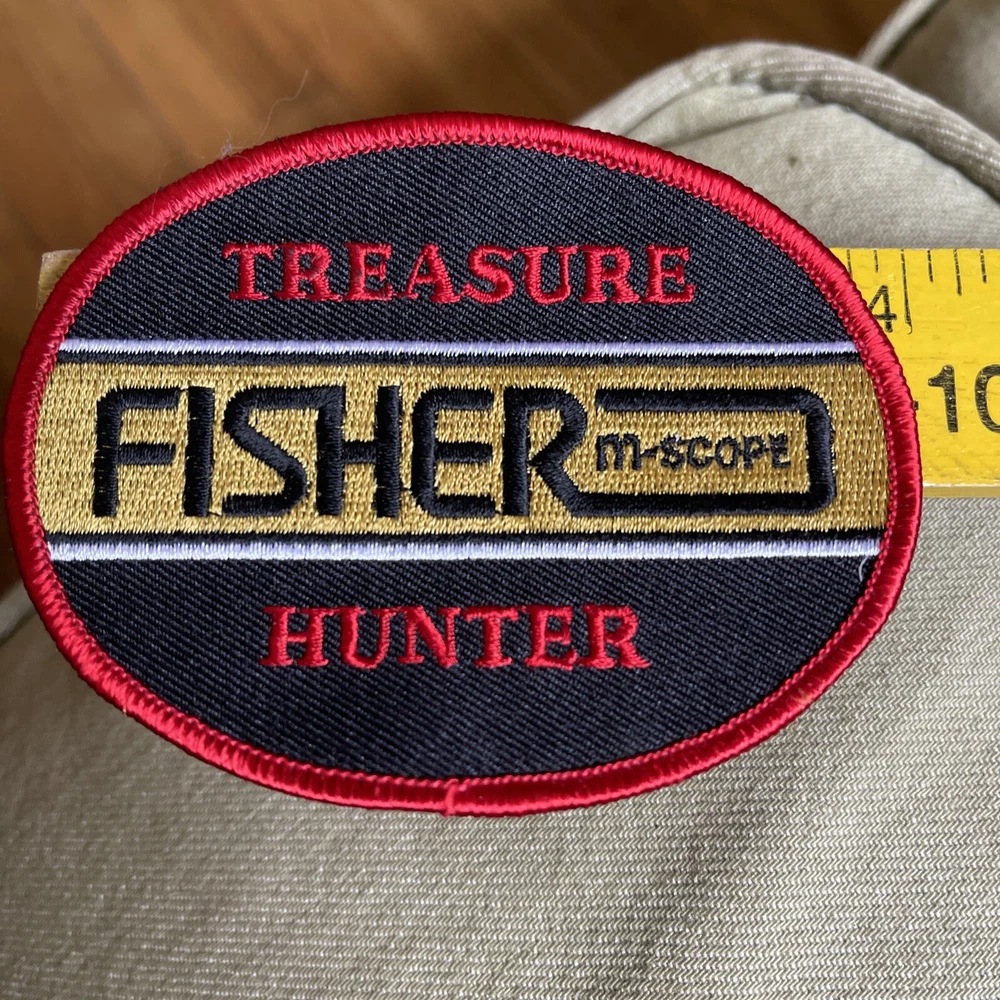 TREASURE
FISHER m-scope
HUNTER
4
10